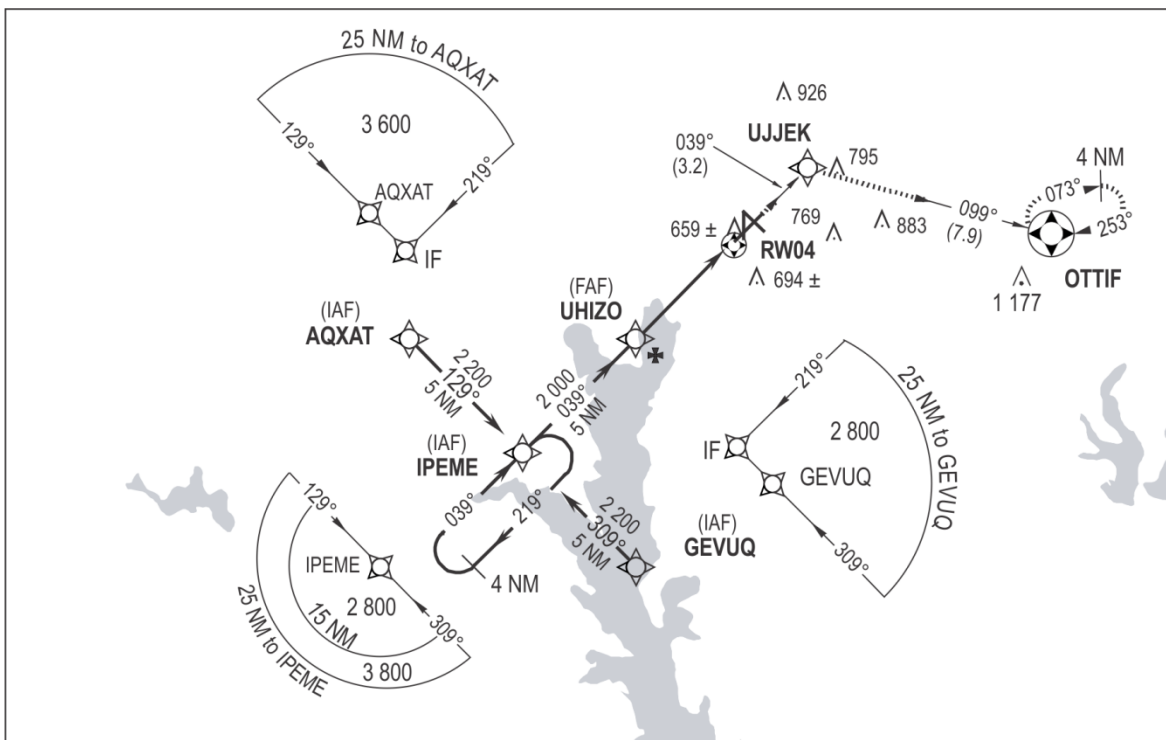 25 NM to AQXAT
3 600
129°
219°
AQXAT
IF
926
UJJEK
039°
(3.2)
795
4 NM
073°
099°
(7.9)
253°
769
883
659 ±
RW04
694 ±
OTTIF
1 177
(FAF)
UHIZO
(IAF)
AQXAT
2 200
129°
5 NM
2 000
039°
5 NM
(IAF)
IPEME
039°
219°
4 NM
2 200
309°
5 NM
(IAF)
GEVUQ
219°
25 NM to GEVUQ
2 800
IF
GEVUQ
309°
129°
IPEME
2 800
15 NM
309°
25 NM to IPEME
3 800